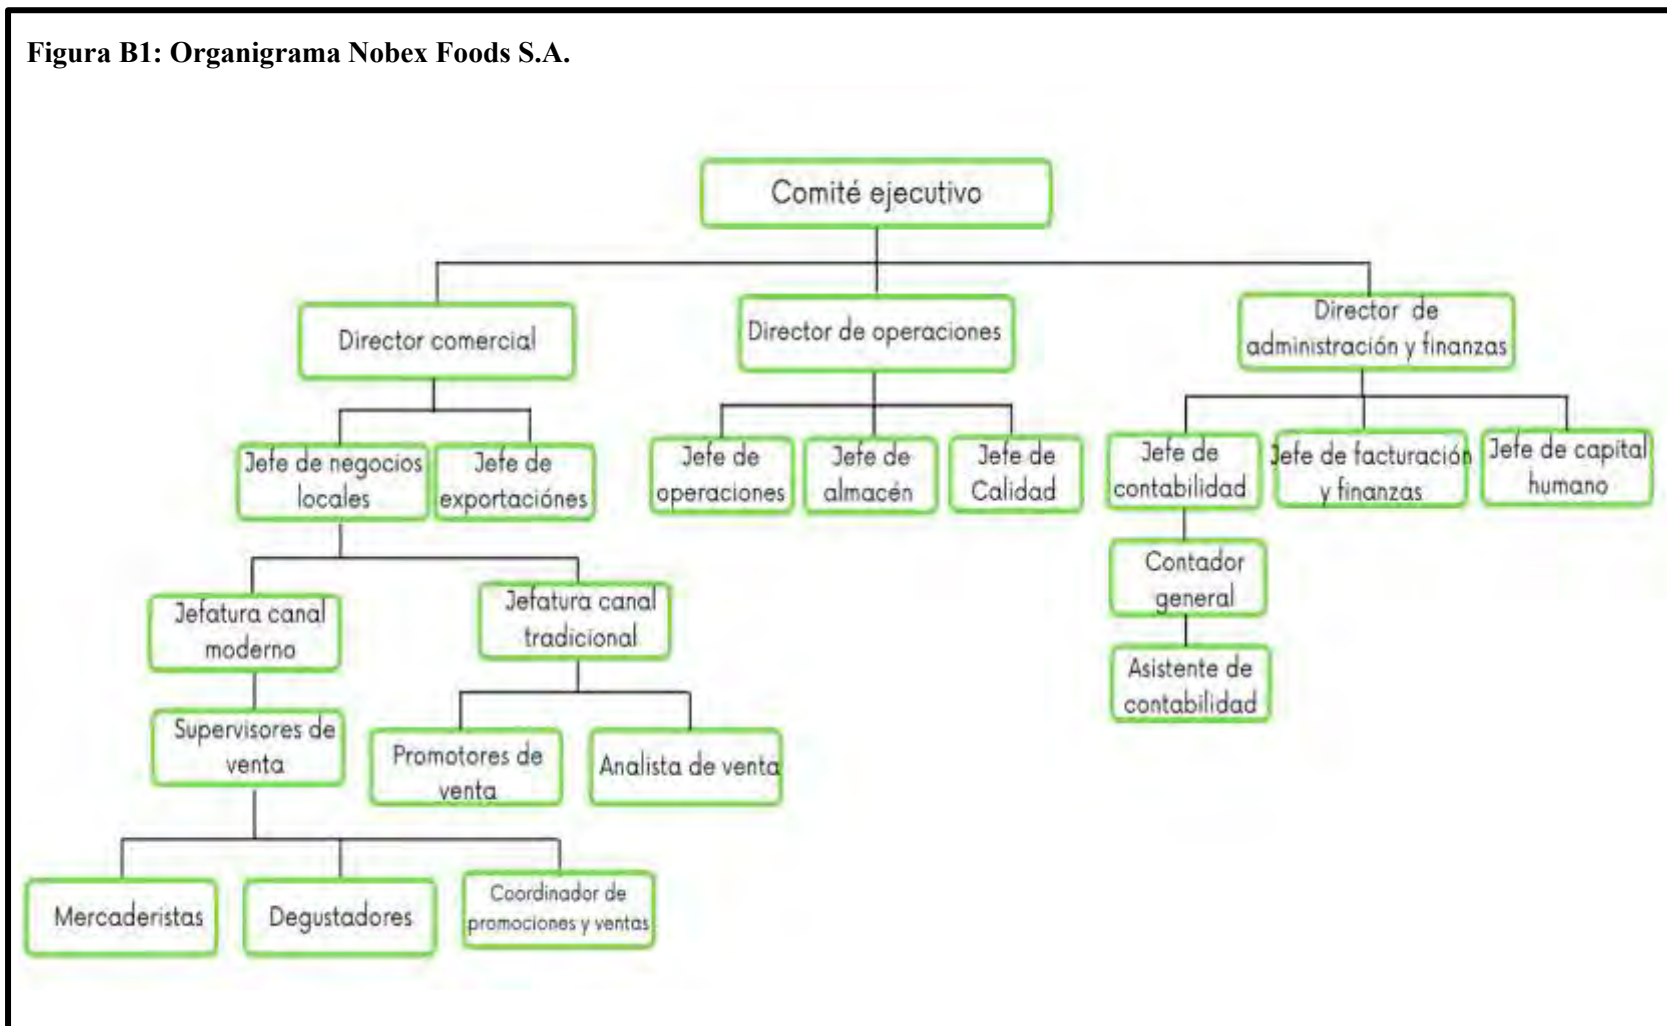 Figura B1: Organigrama Nobex Foods S.A.
Comité ejecutivo
Director comercial
Director de operaciones
Director de
administración y finanzas
Jefe de negocios
locales
Jefe de
exportaciónes
Jefe de
operaciones
Jefe de
almacén
Jefe de
Calidad
Jefe de
contabilidad
Jefe de facturación
y finanzas
Jefe de capital
humano
Contador
general
Asistente de
contabilidad
Jefatura canal
moderno
Jefatura canal
tradicional
Supervisores de
venta
Promotores de
venta
Analista de venta
Mercaderistas
Degustadores
Coordinador de
promociones y ventas